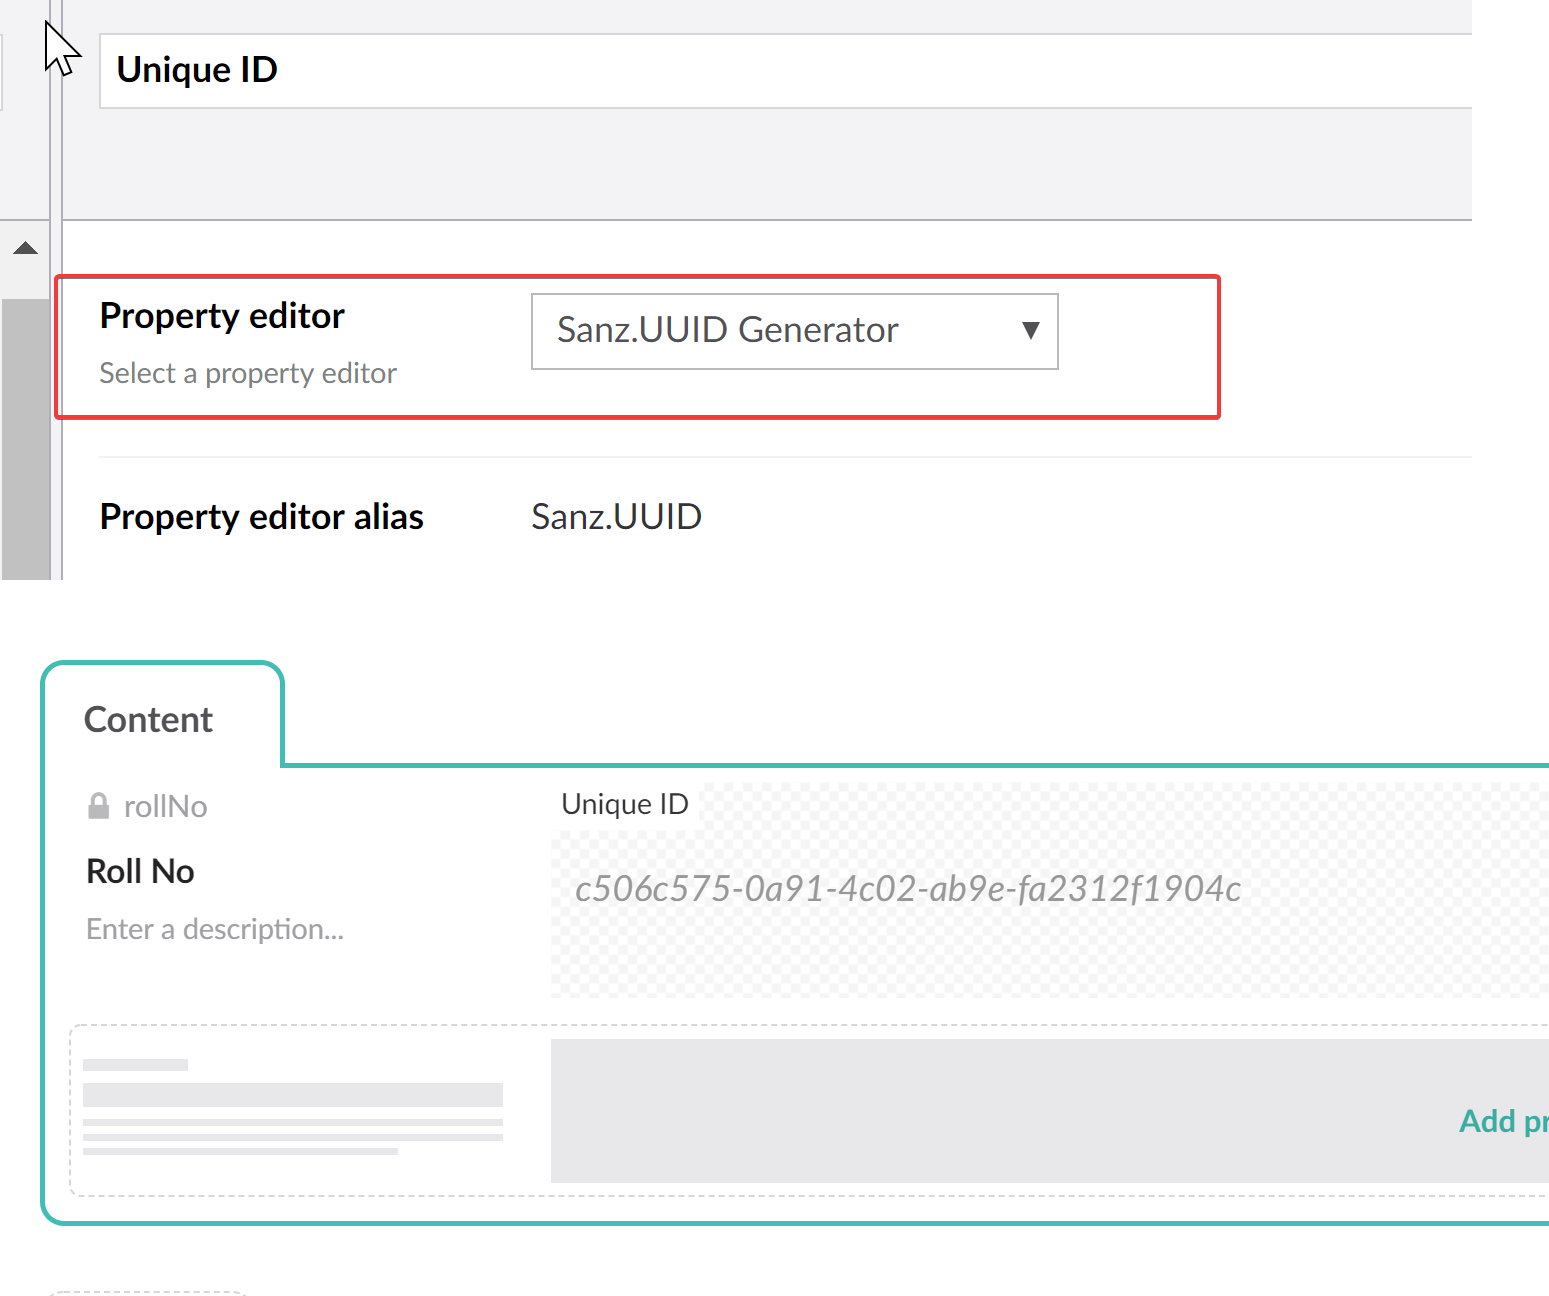 Unique ID
Property editor
Sanz.UUID Generator
Select a property editor
Property editor alias
Sanz.UUID
Content
rollNo
Unique ID
Roll No
c506c575-0a91-4c02-ab9e-fa2312f1904c
Enter a description...
Add pr